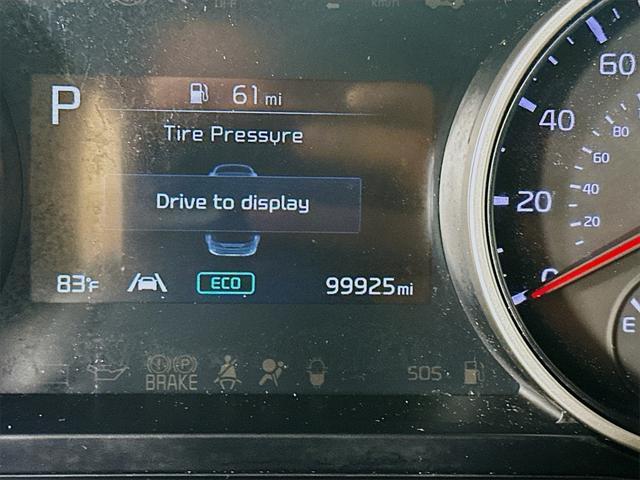 P
61 mi
Tire Pressure
Drive to display
83°F
ECO
99925mi
60
40
20
0
80
60
40
20
E
BRAKE
SOS